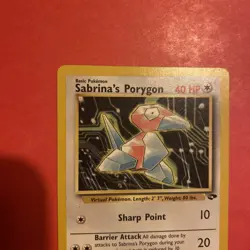 Basic Pokémon
Sabrina's Porygon 40 HP
Virtual Pokémon. Length: 2' 7", Weight: 80 lbs.
Sharp Point 10
Barrier Attack All damage done by
attacks to Sabrina's Porygon during your
20